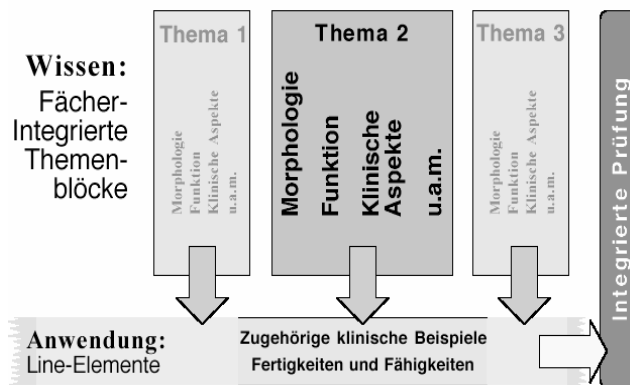 Wissen:
Fächer-
Integrierte
Themen-
blöcke
Thema 1
Morphologie
Funktion
Klinische Aspekte
u.a.m.
Thema 2
Morphologie
Funktion
Klinische
Aspekte
u.a.m.
Thema 3
Morphologie
Funktion
Klinische Aspekte
u.a.m.
Integrierte Prüfung
Anwendung:
Line-Elemente
Zugehörige klinische Beispiele
Fertigkeiten und Fähigkeiten